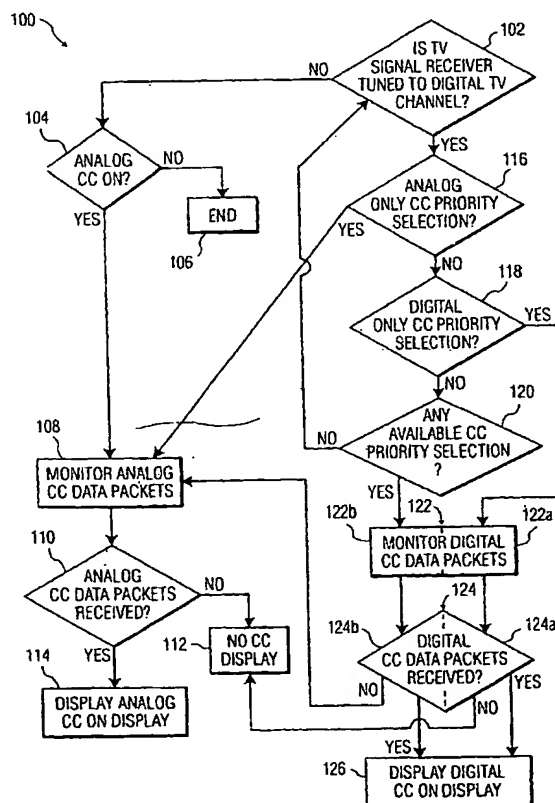 100
102
IS TV
SIGNAL RECEIVER
TUNED TO DIGITAL TV
CHANNEL?
NO
YES
104
ANALOG
CC ON?
NO
YES
END
106
116
ANALOG
ONLY CC PRIORITY
SELECTION?
YES
NO
118
DIGITAL
ONLY CC PRIORITY
SELECTION?
YES
NO
120
ANY
AVAILABLE CC
PRIORITY SELECTION
?
NO
YES
108
MONITOR ANALOG
CC DATA PACKETS
122
122b
122a
MONITOR DIGITAL
CC DATA PACKETS
110
ANALOG
CC DATA PACKETS
RECEIVED?
NO
YES
112
NO CC
DISPLAY
124
124b
124a
DIGITAL
CC DATA PACKETS
RECEIVED?
NO
NO
YES
YES
114
DISPLAY ANALOG
CC ON DISPLAY
126
DISPLAY DIGITAL
CC ON DISPLAY